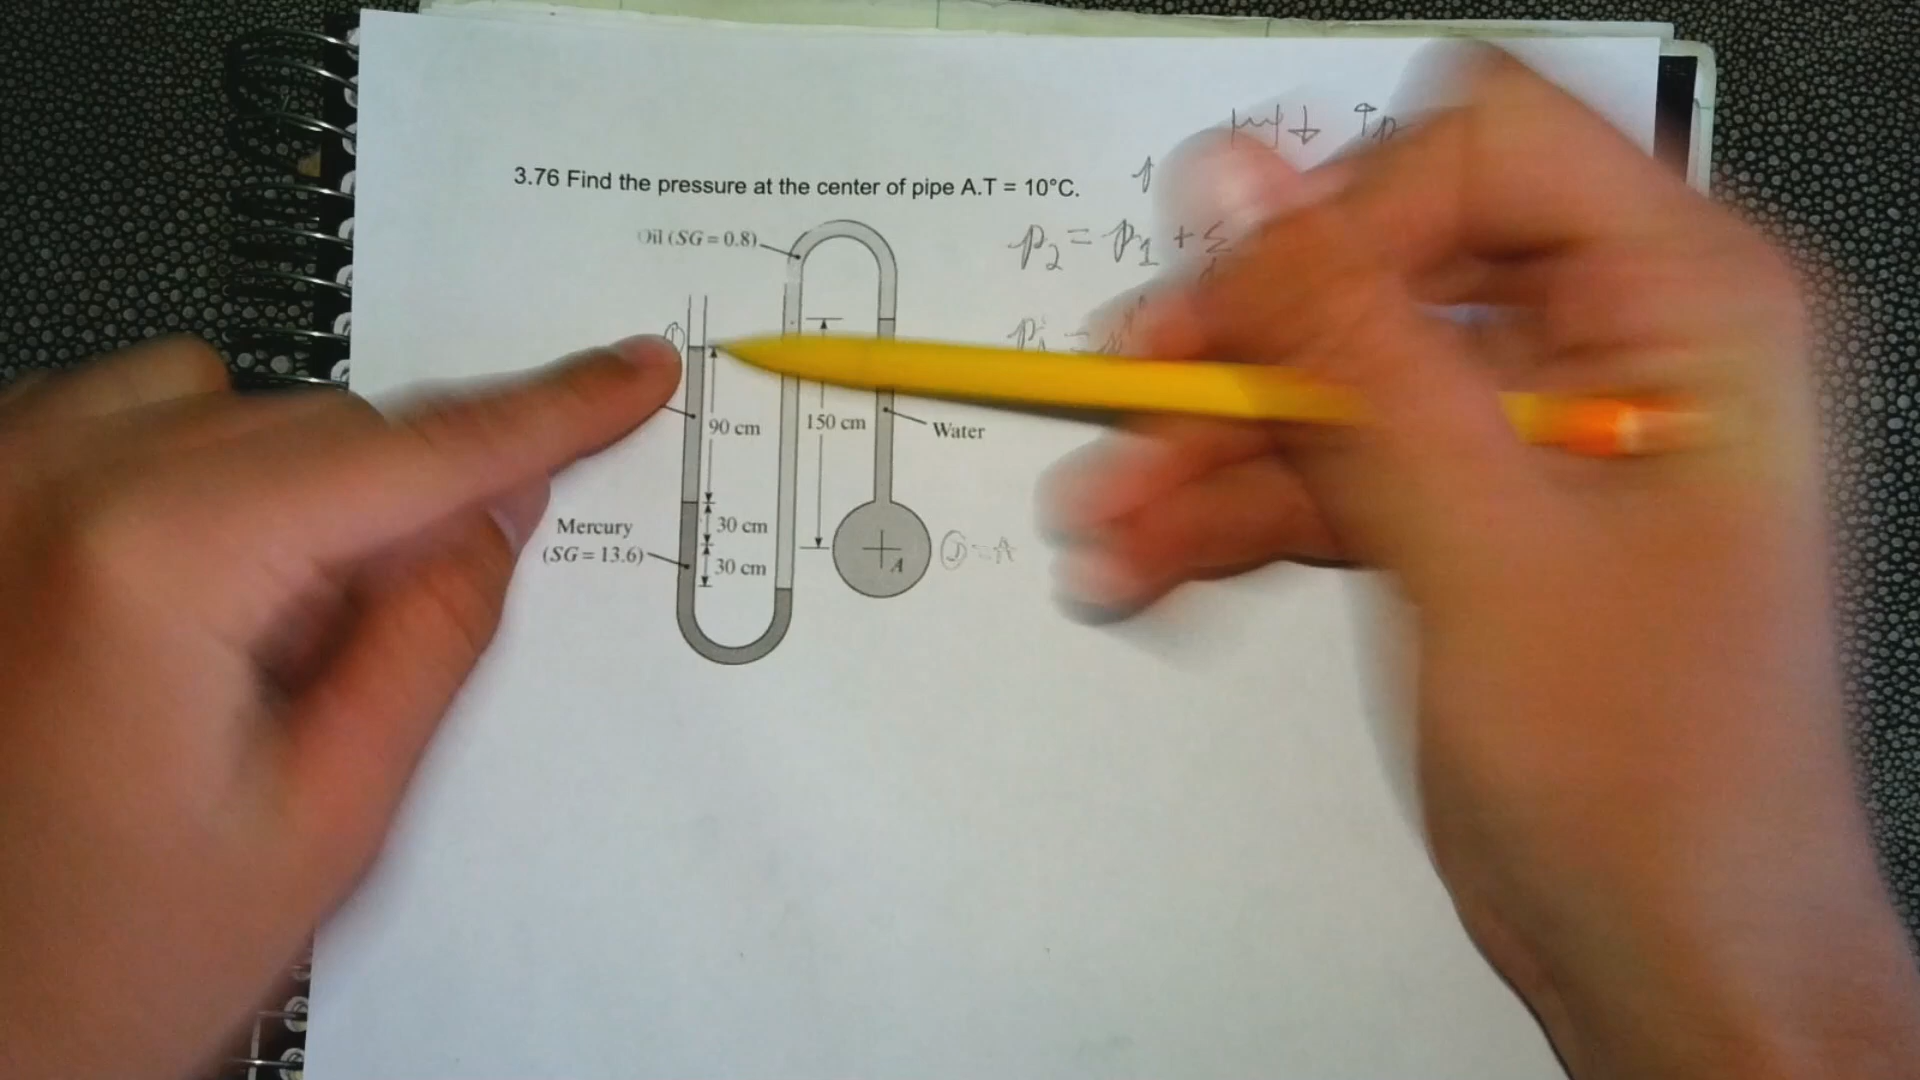 3.76 Find the pressure at the center of pipe A.T = 10°C.
Oil (SG = 0.8)
p₂ = p₁ + Σ
90 cm
150 cm
Water
Mercury
(SG = 13.6)
30 cm
30 cm
A
② = A